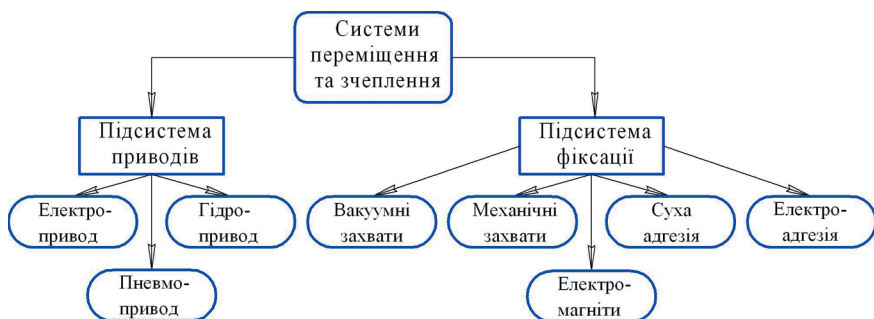 Системи
переміщення
та зчеплення
Підсистема
приводів
Підсистема
фіксації
Електро-
привод
Гідро-
привод
Вакуумні
захвати
Механічні
захвати
Суха
адгезія
Електро-
адгезія
Пневмо-
привод
Електро-
магніти